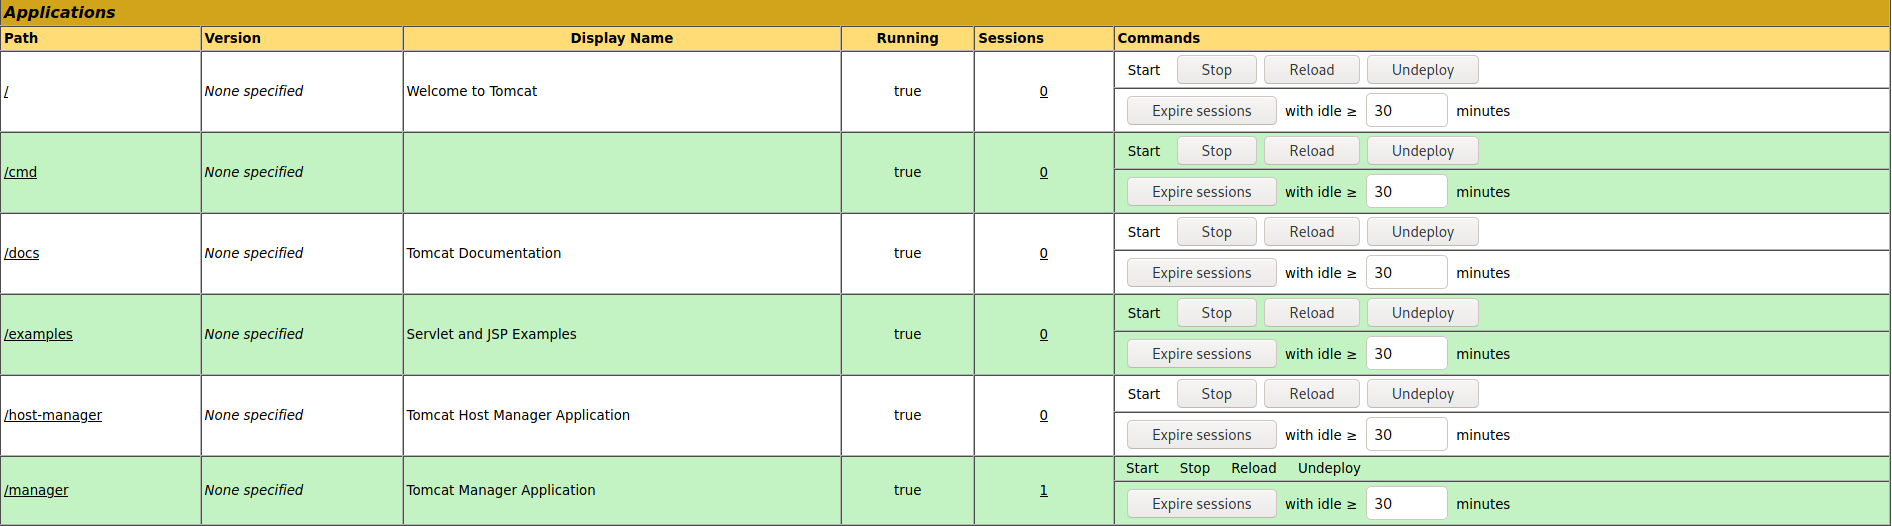 Applications
Path Version Display Name Running Sessions Commands
/ None specified Welcome to Tomcat true 0 Start Stop Reload Undeploy
Expire sessions with idle ≥ 30 minutes
/cmd None specified true 0 Start Stop Reload Undeploy
Expire sessions with idle ≥ 30 minutes
/docs None specified Tomcat Documentation true 0 Start Stop Reload Undeploy
Expire sessions with idle ≥ 30 minutes
/examples None specified Servlet and JSP Examples true 0 Start Stop Reload Undeploy
Expire sessions with idle ≥ 30 minutes
/host-manager None specified Tomcat Host Manager Application true 0 Start Stop Reload Undeploy
Expire sessions with idle ≥ 30 minutes
/manager None specified Tomcat Manager Application true 1 Start Stop Reload Undeploy
Expire sessions with idle ≥ 30 minutes